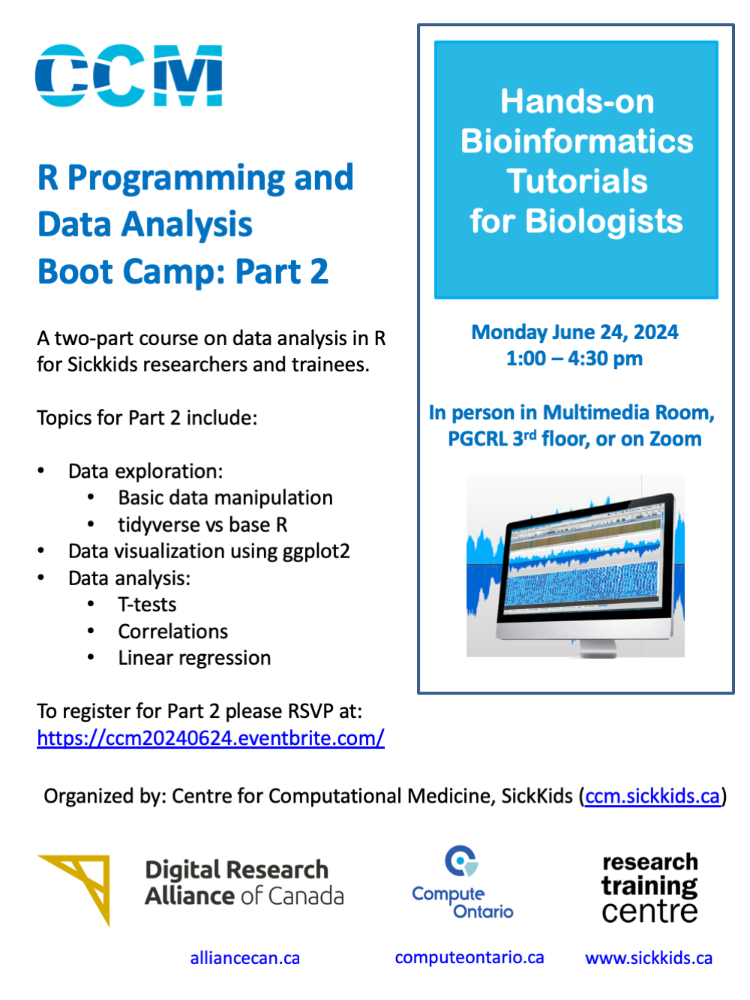 CCM
R Programming and
Data Analysis
Boot Camp: Part 2
A two-part course on data analysis in R
for Sickkids researchers and trainees.
Topics for Part 2 include:
• Data exploration:
• Basic data manipulation
• tidyverse vs base R
• Data visualization using ggplot2
• Data analysis:
• T-tests
• Correlations
• Linear regression
To register for Part 2 please RSVP at:
https://ccm20240624.eventbrite.com/
Hands-on
Bioinformatics
Tutorials
for Biologists
Monday June 24, 2024
1:00 – 4:30 pm
In person in Multimedia Room,
PGCRL 3rd floor, or on Zoom
Organized by: Centre for Computational Medicine, SickKids (ccm.sickkids.ca)
Digital Research
Alliance of Canada
alliancecan.ca
Compute
Ontario
computeontario.ca
research
training
centre
www.sickkids.ca